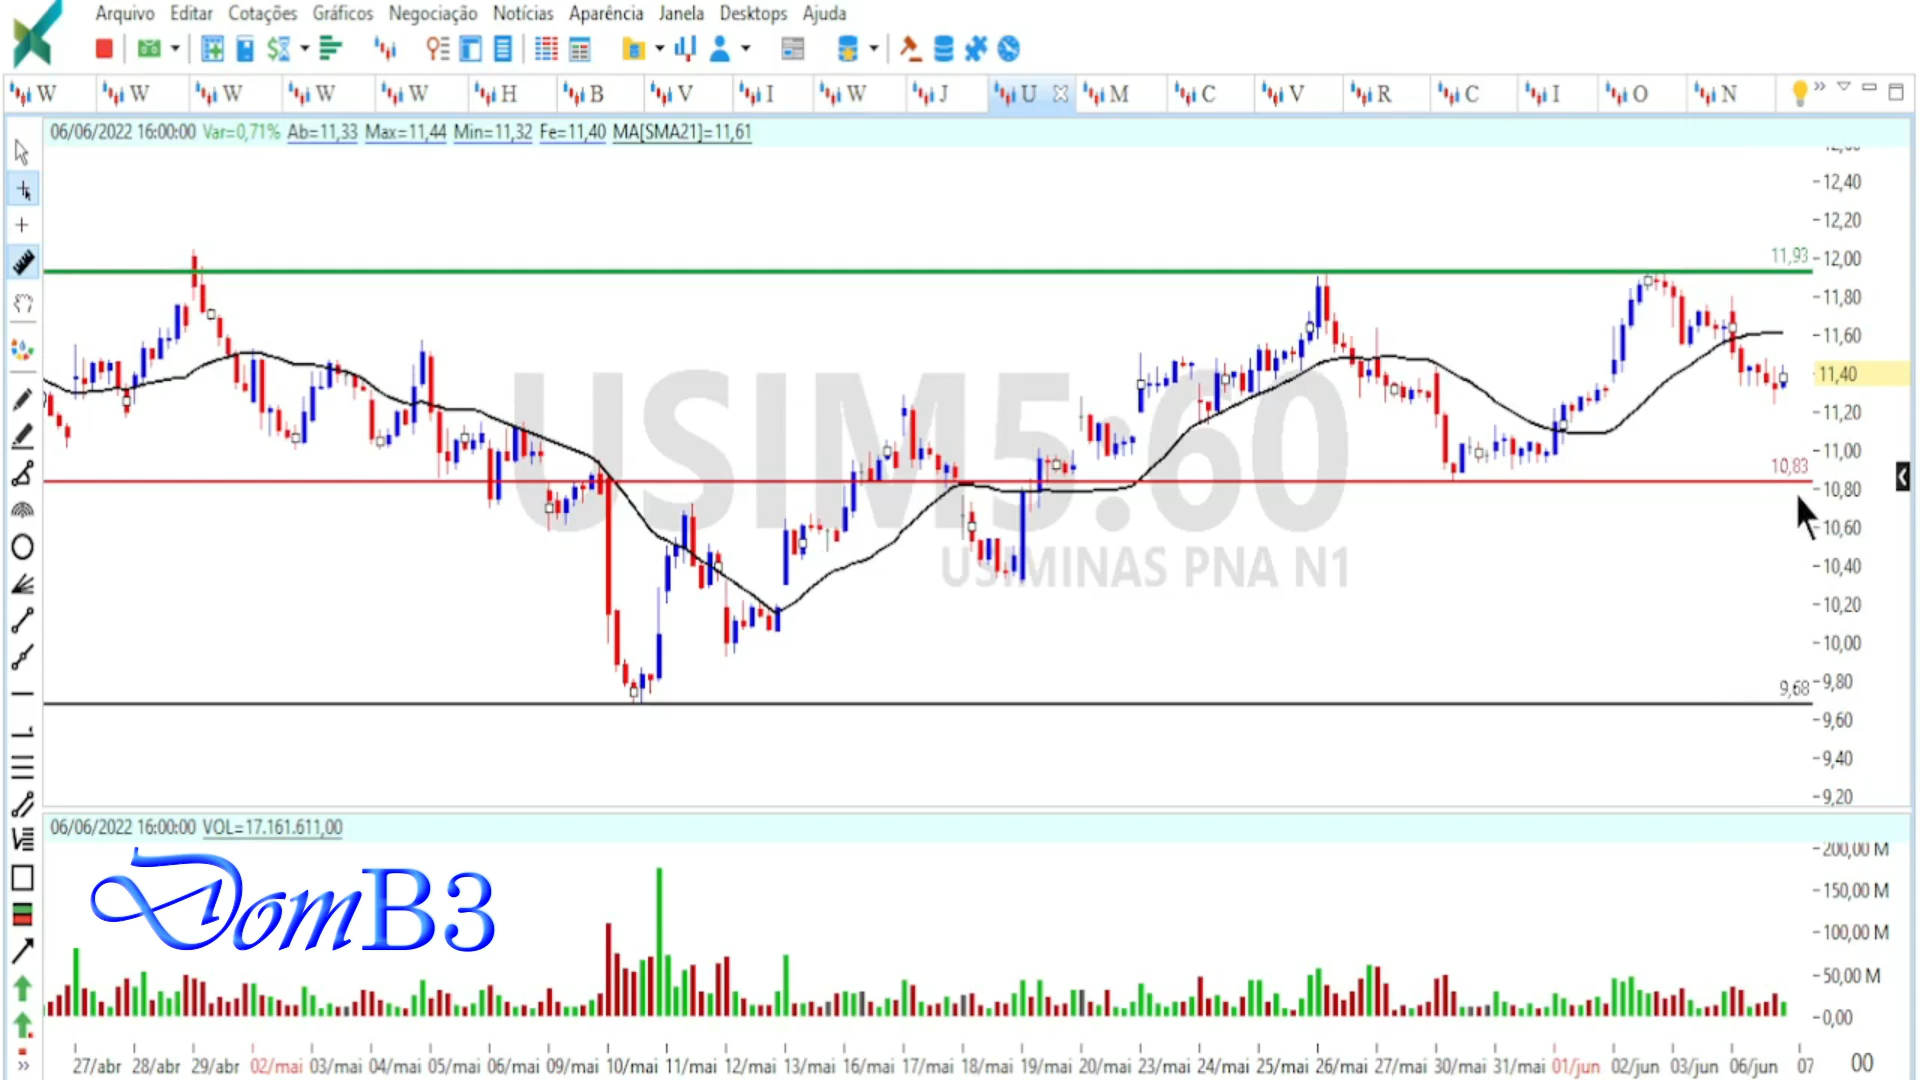 Arquivo Editar Cotações Gráficos Negociação Notícias Aparência Janela Desktops Ajuda
W W W W W H B V I W J U M C V R C I O N
06/06/2022 16:00:00 Var=0,71% Ab=11,33 Max=11,44 Min=11,32 Fe=11,40 MA[SMA21]=11,61
12,40
12,20
11,93
12,00
11,80
11,60
11,40
11,20
11,00
10,83
10,80
10,60
10,40
10,20
10,00
9,80
9,68
9,60
9,40
9,20
USIM5:60
USIMINAS PNA N1
06/06/2022 16:00:00 VOL=17.161.611,00
DomB3
200,00 M
150,00 M
100,00 M
50,00 M
0,00
27/abr 28/abr 29/abr 02/mai 03/mai 04/mai 05/mai 06/mai 09/mai 10/mai 11/mai 12/mai 13/mai 16/mai 17/mai 18/mai 19/mai 20/mai 23/mai 24/mai 25/mai 26/mai 27/mai 30/mai 31/mai 01/jun 02/jun 03/jun 06/jun 07
00